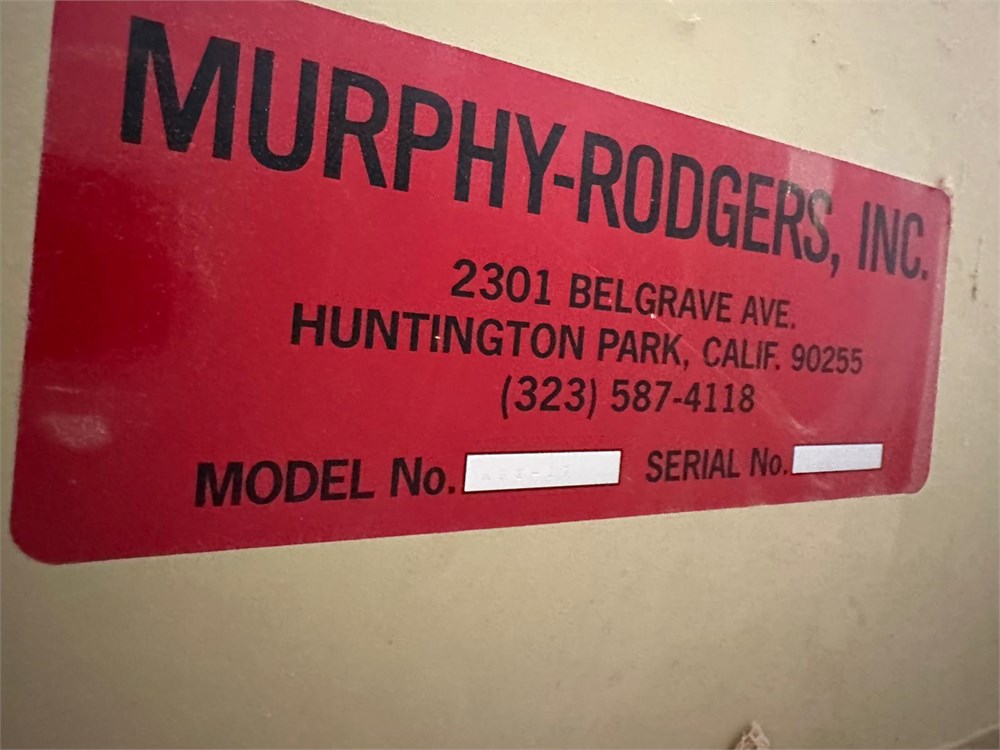 MURPHY-RODGERS, INC.
2301 BELGRAVE AVE.
HUNTINGTON PARK, CALIF. 90255
(323) 587-4118
MODEL No. SERIAL No.